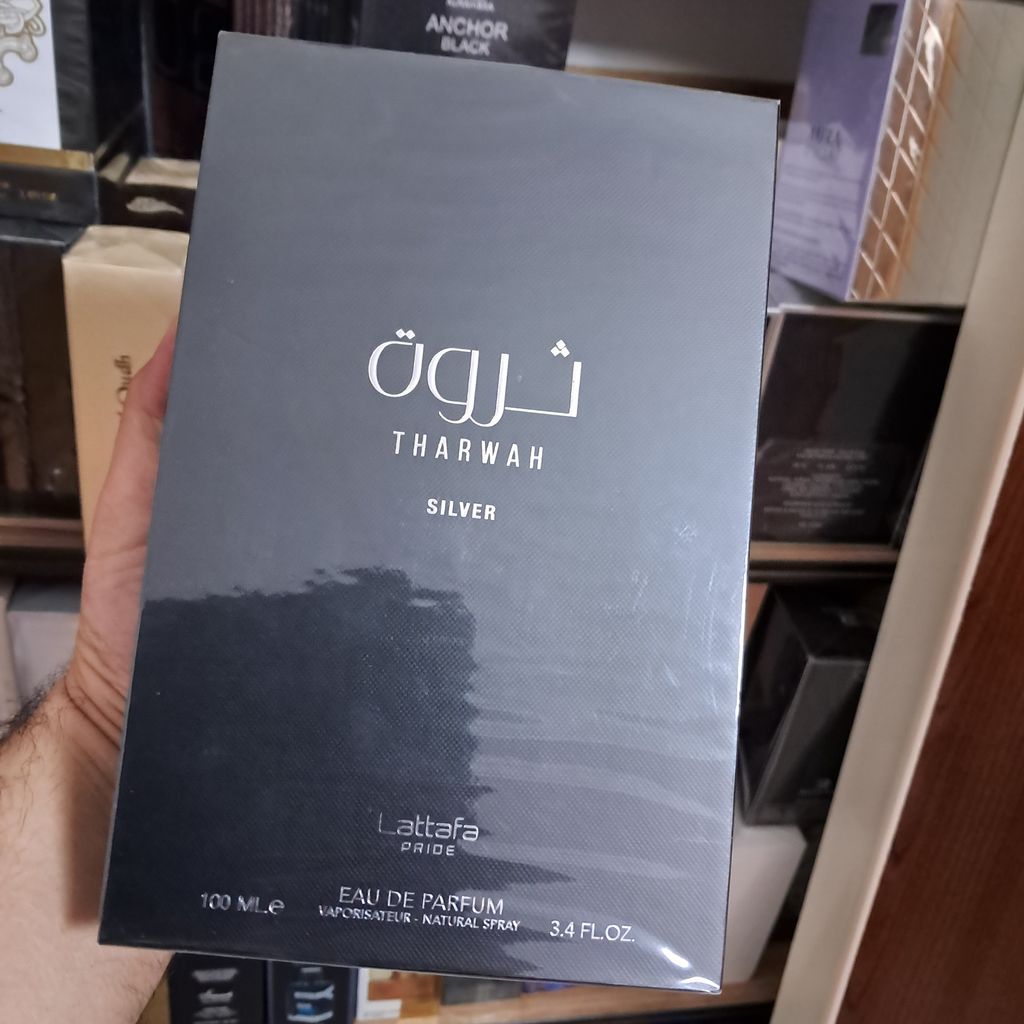 ANCHOR
BLACK
Oudh
ثروة
THARWAH
SILVER
Lattafa
PRIDE
100 ML.e
EAU DE PARFUM
VAPORISATEUR - NATURAL SPRAY
3.4 FL.OZ.